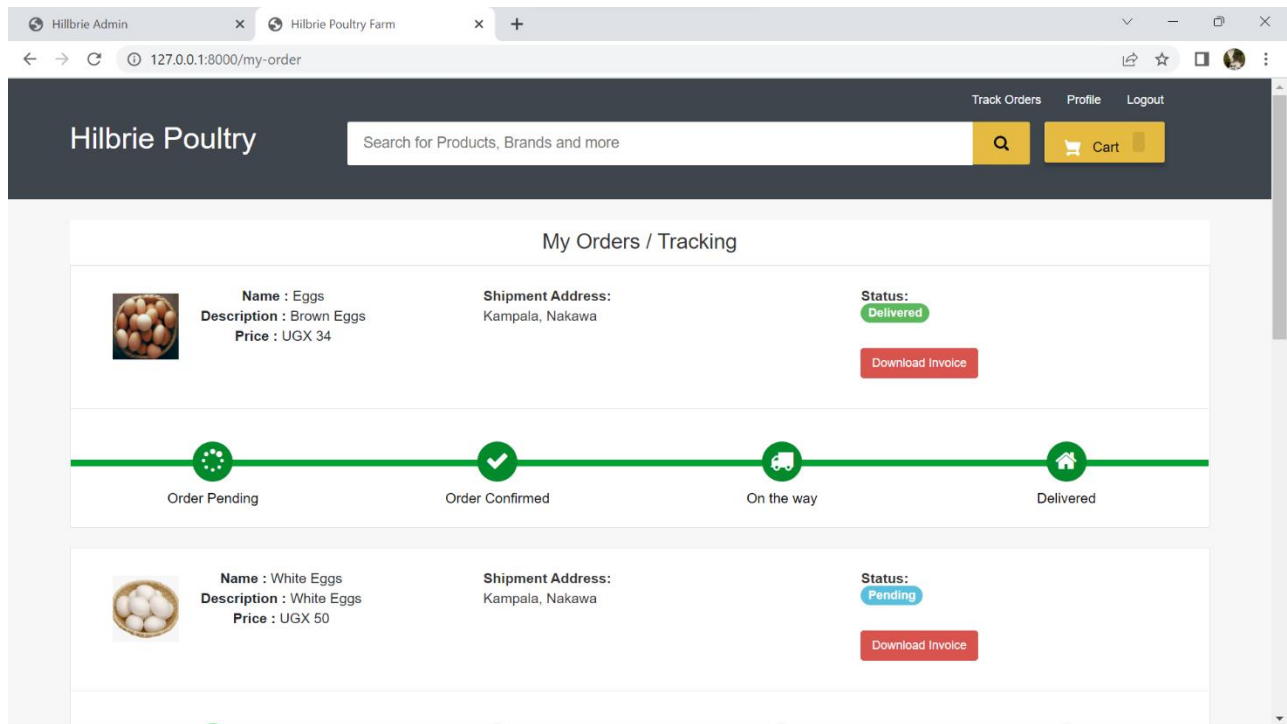 Hillbrie Admin
Hilbrie Poultry Farm
127.0.0.1:8000/my-order
Track Orders Profile Logout
Hilbrie Poultry
Search for Products, Brands and more
Cart
My Orders / Tracking
Name : Eggs
Description : Brown Eggs
Price : UGX 34
Shipment Address:
Kampala, Nakawa
Status:
Delivered
Download Invoice
Order Pending
Order Confirmed
On the way
Delivered
Name : White Eggs
Description : White Eggs
Price : UGX 50
Shipment Address:
Kampala, Nakawa
Status:
Pending
Download Invoice